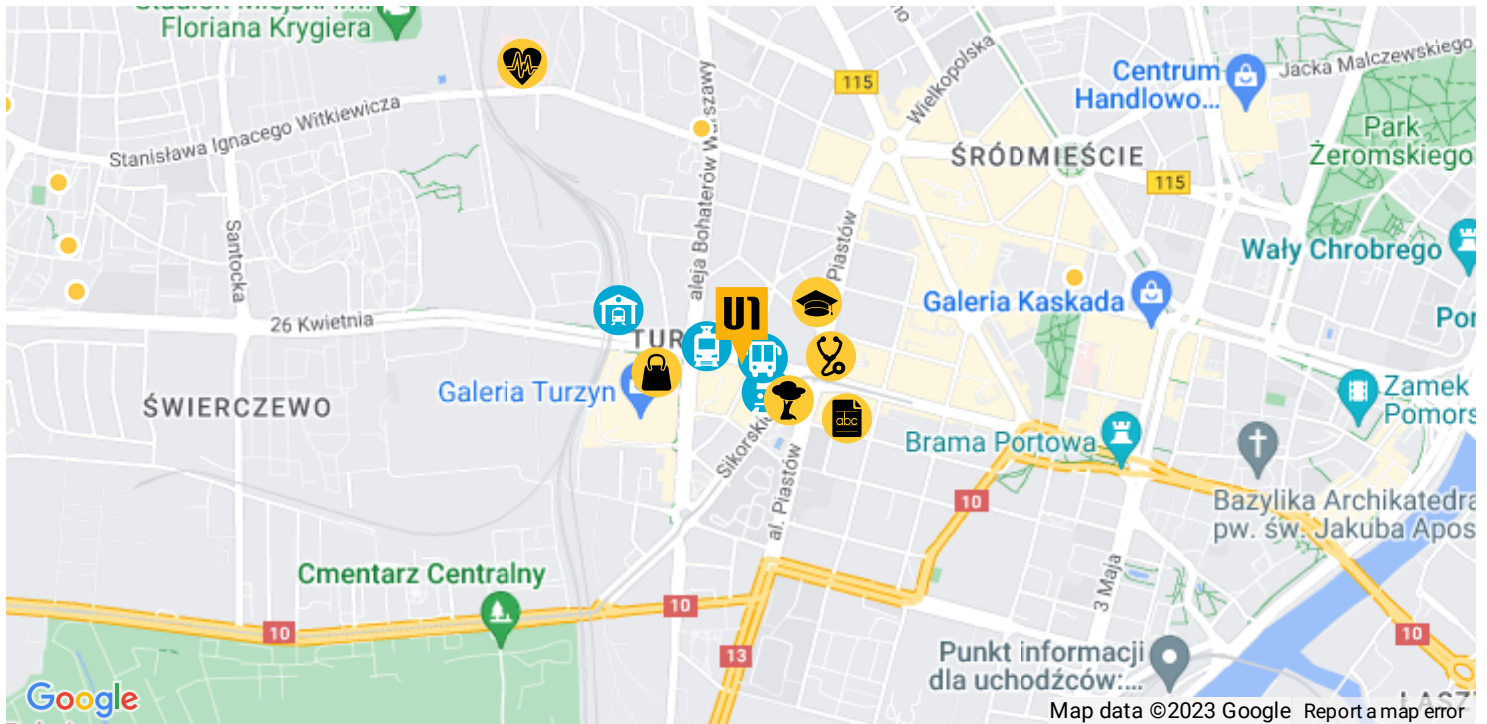 Floriana Krygiera
115
Wielkopolska
Centrum
Handlowo...
Jacka Malczewskiego
Stanisława Ignacego Witkiewicza
Park
Żeromskiego
ŚRÓDMIEŚCIE
115
aleja Bohaterów Warszawy
Piastów
Santocka
Wały Chrobrego
Galeria Kaskada
U1
26 Kwietnia
TUR
Galeria Turzyn
ŚWIERCZEWO
abc
Zamek
Pomors
Brama Portowa
Sikorski
al. Piastów
10
Bazylika Archikatedra
pw. św. Jakuba Apos
Cmentarz Centralny
3 Maja
10
10
10
13
Punkt informacji
dla uchodźców:...
Google
Map data ©2023 Google
Report a map error